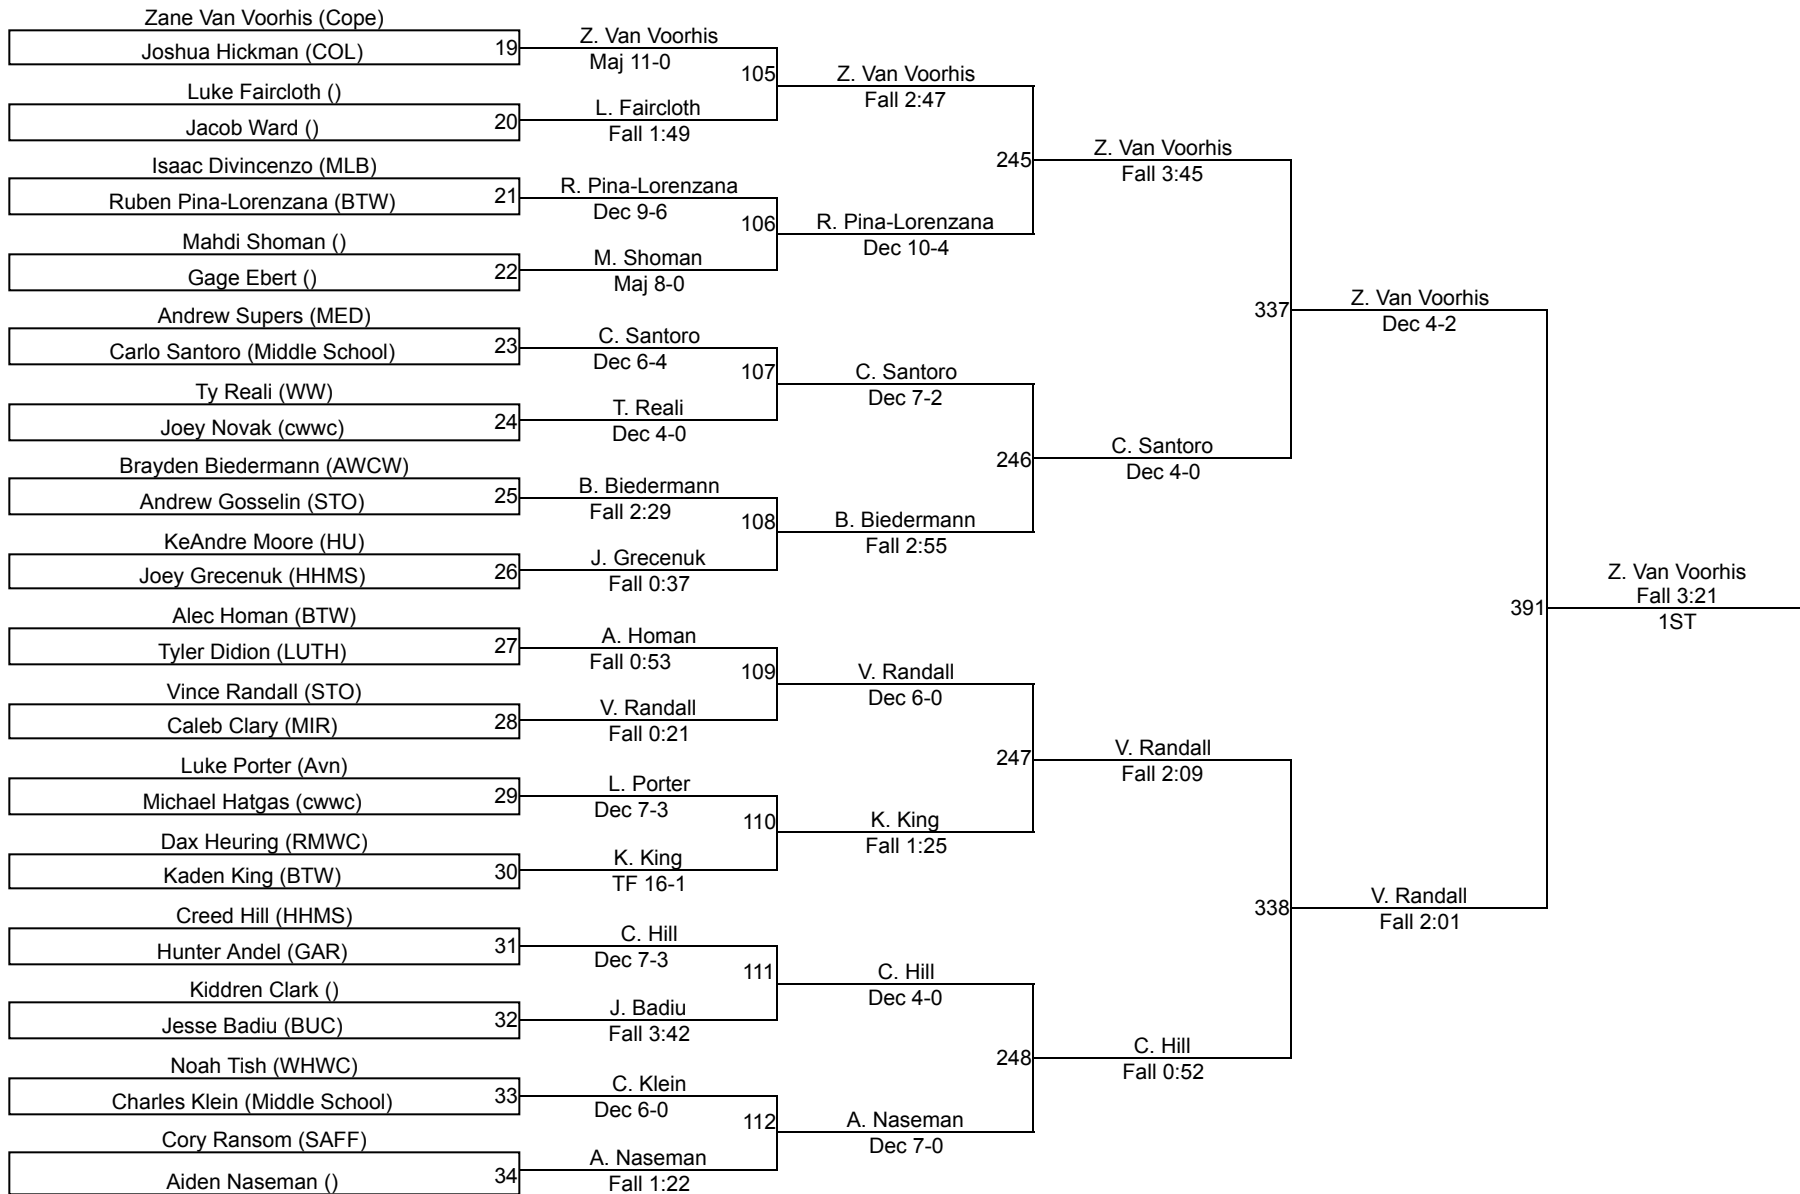 Zane Van Voorhis (Cope)
Joshua Hickman (COL)
19
Luke Faircloth ()
Jacob Ward ()
20
Isaac Divincenzo (MLB)
Ruben Pina-Lorenzana (BTW)
21
Mahdi Shoman ()
Gage Ebert ()
22
Andrew Supers (MED)
Carlo Santoro (Middle School)
23
Ty Reali (WW)
Joey Novak (cwwc)
24
Brayden Biedermann (AWCW)
Andrew Gosselin (STO)
25
KeAndre Moore (HU)
Joey Grecenuk (HHMS)
26
Alec Homan (BTW)
Tyler Didion (LUTH)
27
Vince Randall (STO)
Caleb Clary (MIR)
28
Luke Porter (Avn)
Michael Hatgas (cwwc)
29
Dax Heuring (RMWC)
Kaden King (BTW)
30
Creed Hill (HHMS)
Hunter Andel (GAR)
31
Kiddren Clark ()
Jesse Badiu (BUC)
32
Noah Tish (WHWC)
Charles Klein (Middle School)
33
Cory Ransom (SAFF)
Aiden Naseman ()
34
Z. Van Voorhis
Maj 11-0
105
L. Faircloth
Fall 1:49
R. Pina-Lorenzana
Dec 9-6
106
M. Shoman
Maj 8-0
C. Santoro
Dec 6-4
107
T. Reali
Dec 4-0
B. Biedermann
Fall 2:29
108
J. Grecenuk
Fall 0:37
A. Homan
Fall 0:53
109
V. Randall
Fall 0:21
L. Porter
Dec 7-3
110
K. King
TF 16-1
C. Hill
Dec 7-3
111
J. Badiu
Fall 3:42
C. Klein
Dec 6-0
112
A. Naseman
Fall 1:22
Z. Van Voorhis
Fall 2:47
245
R. Pina-Lorenzana
Dec 10-4
C. Santoro
Dec 7-2
246
B. Biedermann
Fall 2:55
V. Randall
Dec 6-0
247
K. King
Fall 1:25
C. Hill
Dec 4-0
248
A. Naseman
Dec 7-0
Z. Van Voorhis
Fall 3:45
337
C. Santoro
Dec 4-0
V. Randall
Fall 2:09
338
C. Hill
Fall 0:52
Z. Van Voorhis
Dec 4-2
391
V. Randall
Fall 2:01
Z. Van Voorhis
Fall 3:21
1ST